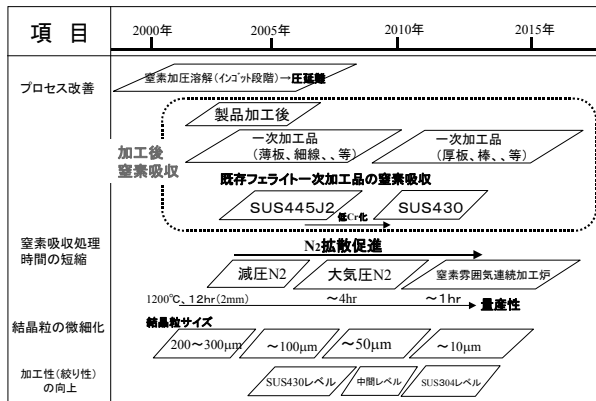 項 目
2000年 2005年 2010年 2015年
プロセス改善
窒素加圧溶解(インゴット段階)→圧延難
製品加工後
加工後
窒素吸収
一次加工品
(薄板、細線、、等)
一次加工品
(厚板、棒、、等)
既存フェライト一次加工品の窒素吸収
SUS445J2
低Cr化
SUS430
窒素吸収処理
時間の短縮
N2拡散促進
減圧N2
大気圧N2
窒素雰囲気連続加工炉
1200℃、12hr(2mm) ～4hr ～1hr 量産性
結晶粒の微細化
結晶粒サイズ
200～300μm ～100μm ～50μm ～10μm
加工性(絞り性)
の向上
SUS430レベル 中間レベル SUS304レベル